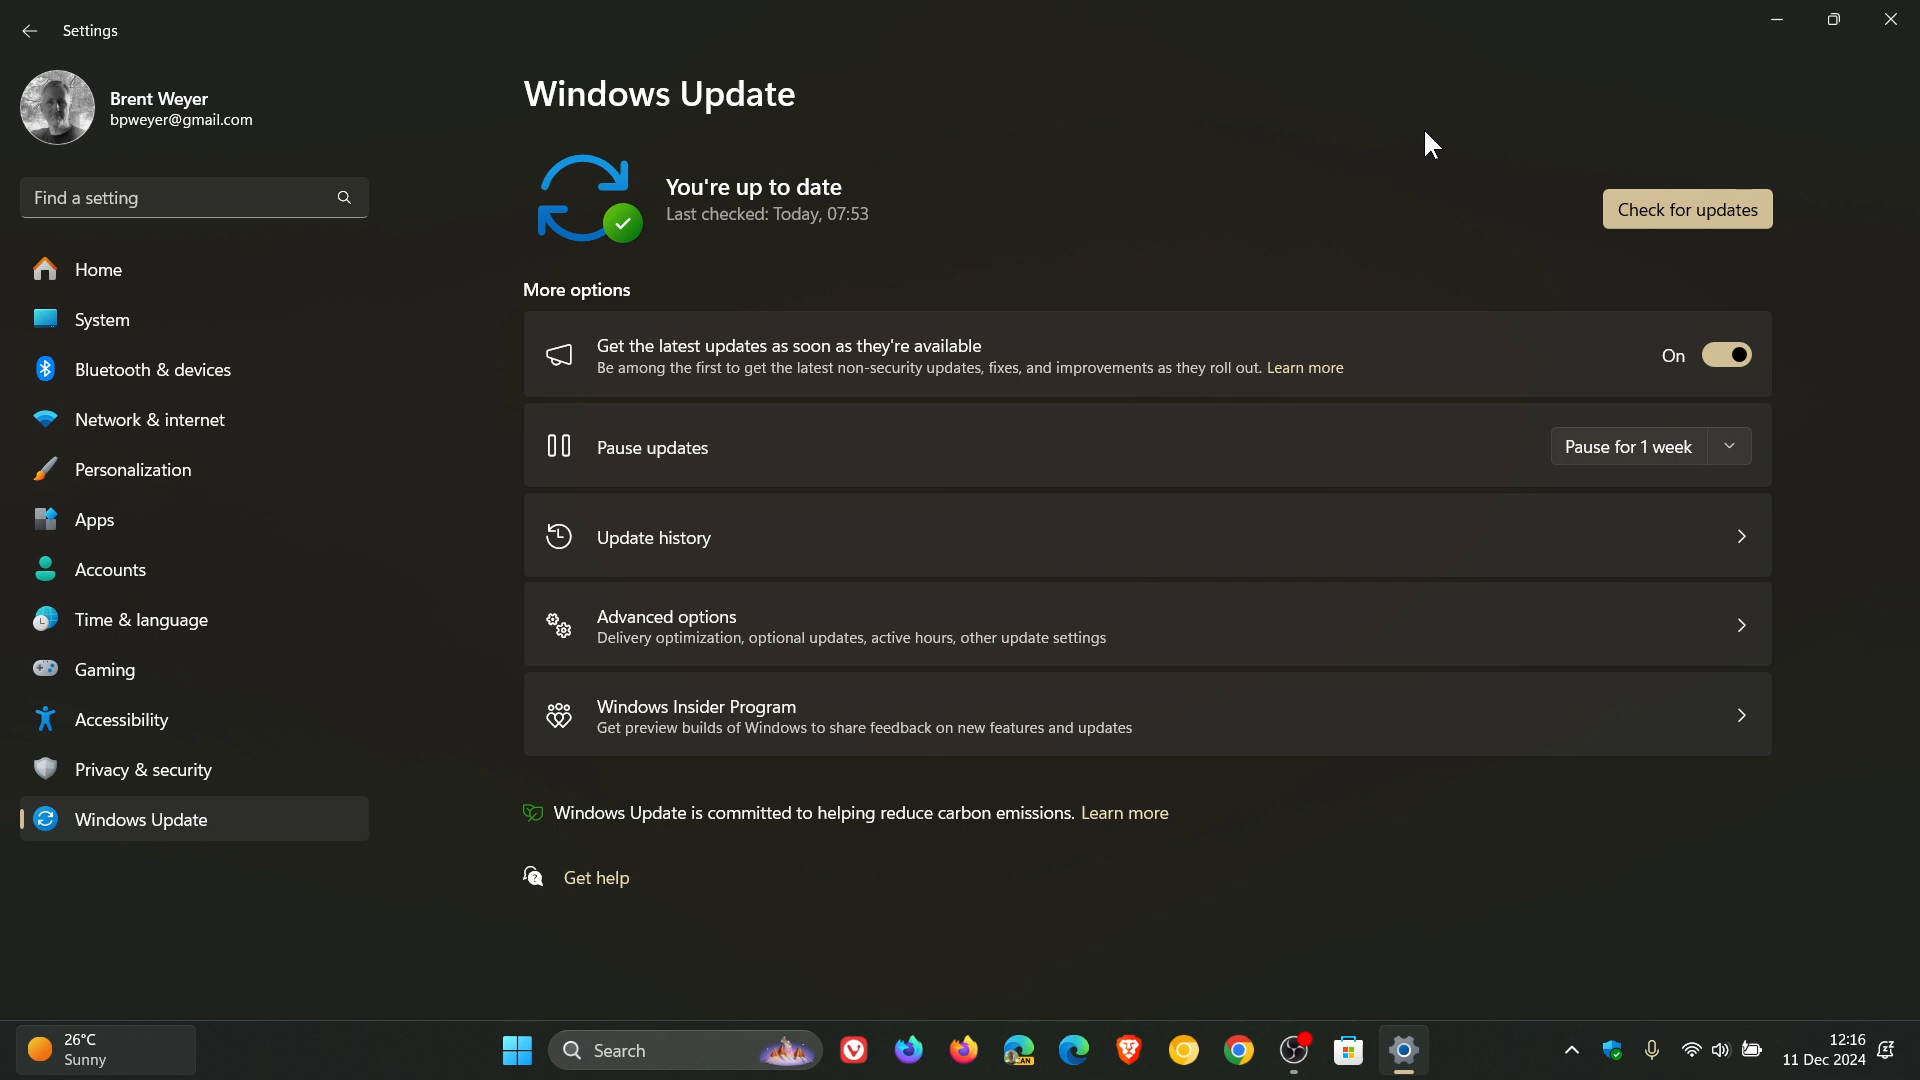 Settings
Brent Weyer
bpweyer@gmail.com
Find a setting
Home
System
Bluetooth & devices
Network & internet
Personalization
Apps
Accounts
Time & language
Gaming
Accessibility
Privacy & security
Windows Update
Windows Update
You're up to date
Last checked: Today, 07:53
Check for updates
More options
Get the latest updates as soon as they're available
Be among the first to get the latest non-security updates, fixes, and improvements as they roll out. Learn more
On
Pause updates
Pause for 1 week
Update history
Advanced options
Delivery optimization, optional updates, active hours, other update settings
Windows Insider Program
Get preview builds of Windows to share feedback on new features and updates
Windows Update is committed to helping reduce carbon emissions. Learn more
Get help
26°C
Sunny
Search
CAN
12:16
11 Dec 2024